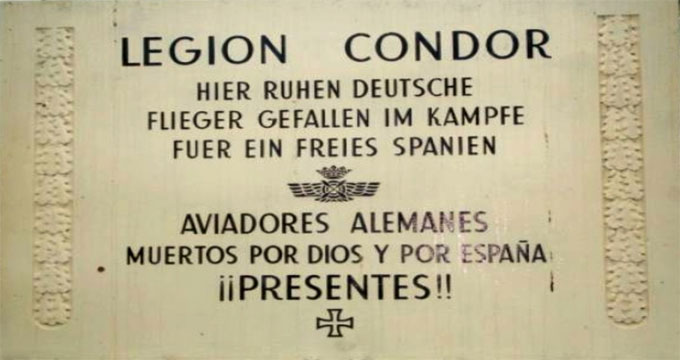 LEGION CONDOR
HIER RUHEN DEUTSCHE
FLIEGER GEFALLEN IM KAMPFE
FUER EIN FREIES SPANIEN
AVIADORES ALEMANES
MUERTOS POR DIOS Y POR ESPAÑA
¡¡PRESENTES!!